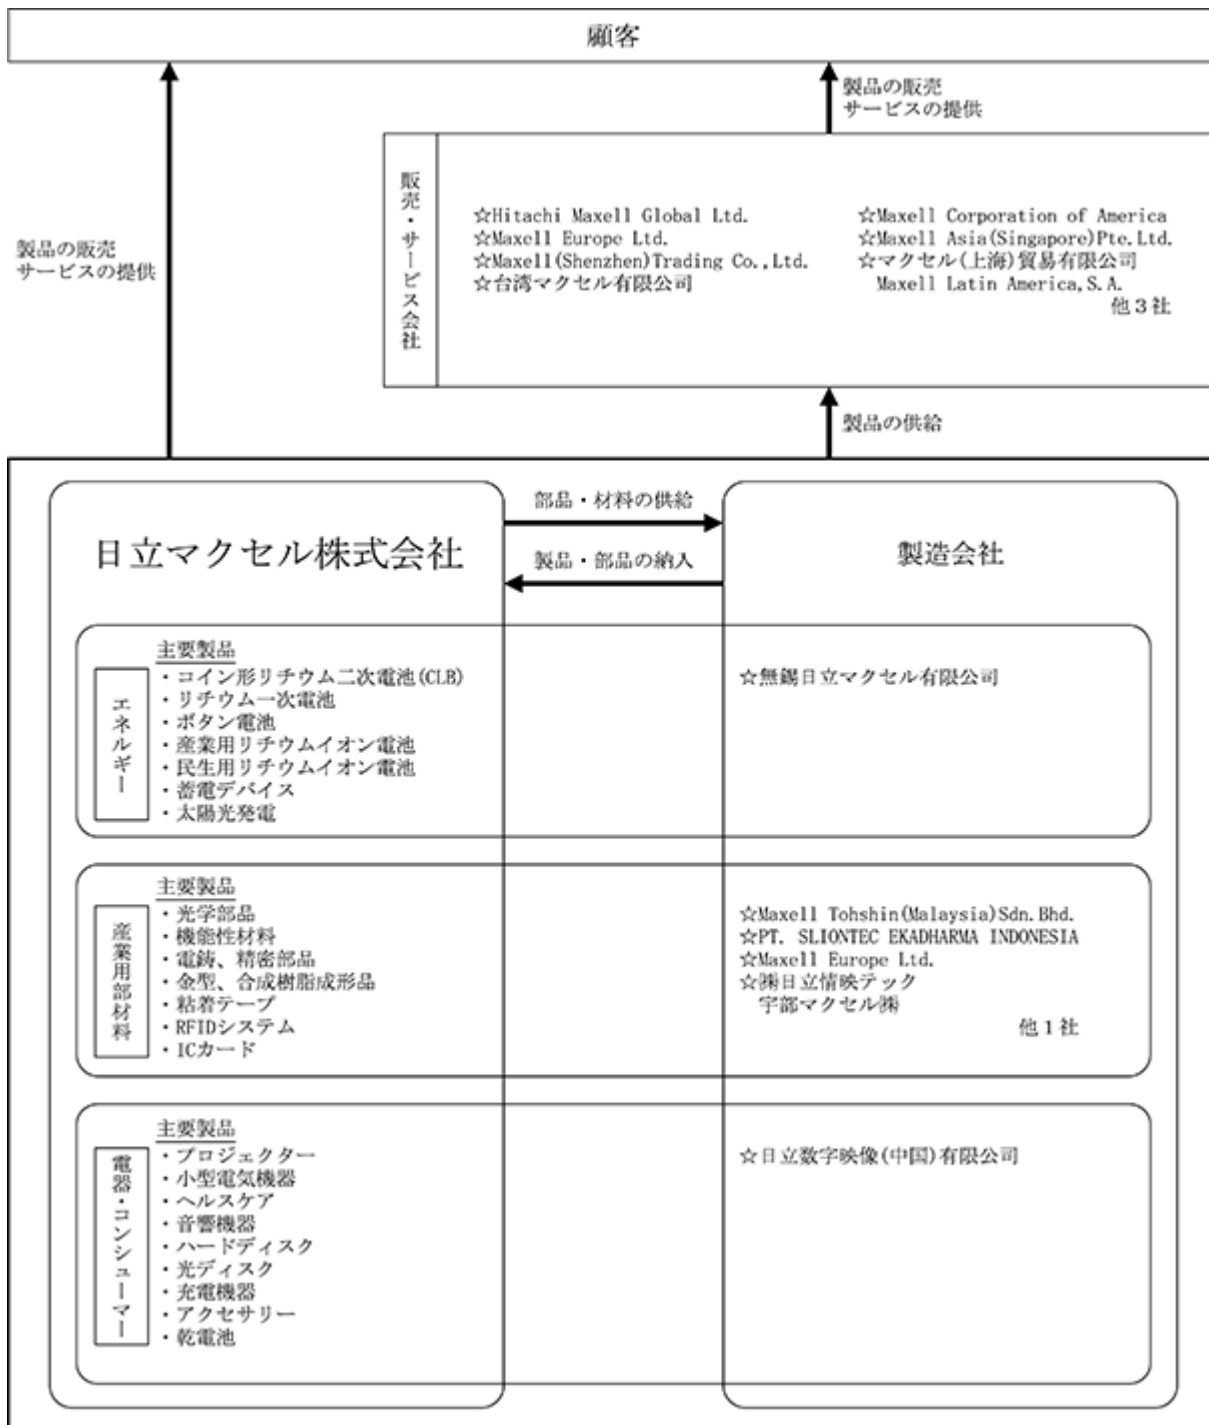 顧客
製品の販売
サービスの提供
製品の販売
サービスの提供
販売・サービス会社
☆Hitachi Maxell Global Ltd.
☆Maxell Europe Ltd.
☆Maxell(Shenzhen)Trading Co.,Ltd.
☆台湾マクセル有限公司
☆Maxell Corporation of America
☆Maxell Asia(Singapore)Pte.Ltd.
☆マクセル(上海)貿易有限公司
Maxell Latin America,S.A.
他3社
製品の供給
日立マクセル株式会社
部品・材料の供給
製品・部品の納入
製造会社
エネルギー
主要製品
・コイン形リチウム二次電池(CLB)
・リチウム一次電池
・ボタン電池
・産業用リチウムイオン電池
・民生用リチウムイオン電池
・蓄電デバイス
・太陽光発電
☆無錫日立マクセル有限公司
産業用部材料
主要製品
・光学部品
・機能性材料
・電鋳、精密部品
・金型、合成樹脂成形品
・粘着テープ
・RFIDシステム
・ICカード
☆Maxell Tohshin(Malaysia)Sdn.Bhd.
☆PT. SLIONTEC EKADHARMA INDONESIA
☆Maxell Europe Ltd.
☆㈱日立情映テック
宇部マクセル㈱
他1社
電器・コンシューマー
主要製品
・プロジェクター
・小型電気機器
・ヘルスケア
・音響機器
・ハードディスク
・光ディスク
・充電機器
・アクセサリー
・乾電池
☆日立数字映像(中国)有限公司